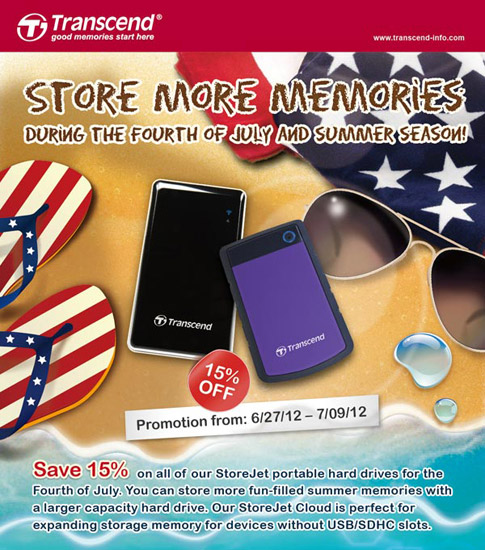 Transcend®
good memories start here
www.transcend-info.com
STORE MORE MEMORIES
DURING THE FOURTH OF JULY AND SUMMER SEASON!
Transcend
Transcend
15%
OFF
Promotion from: 6/27/12 – 7/09/12
Save 15% on all of our StoreJet portable hard drives for the
Fourth of July. You can store more fun-filled summer memories with
a larger capacity hard drive. Our StoreJet Cloud is perfect for
expanding storage memory for devices without USB/SDHC slots.